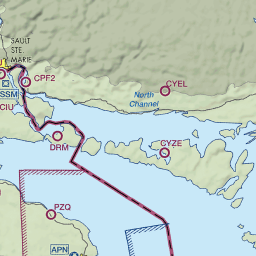 SAULT
STE.
MARIE
CPF2
SSM
CIU
CYEL
North
Channel
DRM
CYZE
PZQ
APN